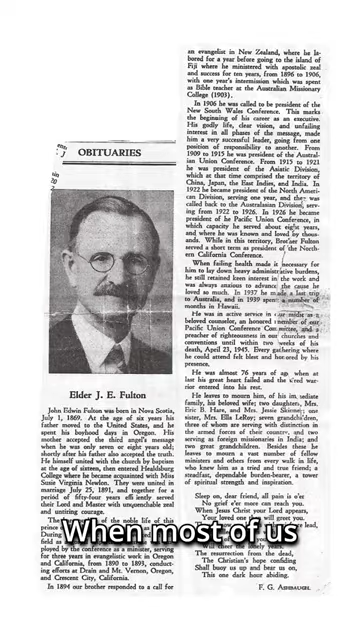 OBITUARIES
Elder J. E. Fulton
John Edwin Fulton was born in Nova Scotia,
July 1, 1869. At the age of six years his
father moved to the United States, and he
spent his boyhood days in Oregon. His
mother accepted the third angel's message
when he was only seven or eight years old;
shortly after his father also accepted the truth.
He himself united with the church by baptism
at the age of sixteen, then entered Healdsburg
College where he became acquainted with Miss
Susie Virginia Newlon. They were united in
marriage July 25, 1891, and together for a
period of fifty-four years
served their
Lord and Master with unquenchable zeal
and untiring courage.
The
of the noble life of this
field as
ployed by the conference as a minister, serving
for three years in evangelistic work in Oregon
and California, from 1890 to 1893, conduct-
ing efforts at Drain and Mt. Vernon, Oregon,
and Crescent City, California.
In 1894 our brother responded to a call for
an evangelist in New Zealand, where he la-
bored for a year before going to the island of
Fiji where he ministered with apostolic zeal
and success for ten years, from 1896 to 1906,
with one year's intermission which was spent
as Bible teacher at the Australian Missionary
College (1903).
In 1906 he was called to be president of the
New South Wales Conference. This marks
the beginning of his career as an executive.
His godly life, clear vision, and unfailing
interest in all phases of the message, made
him a very successful leader, going from one
position of responsibility to another. From
1909 to 1915 he was president of the Austral-
ian Union Conference. From 1915 to 1921
he was president of the Asiatic Division,
which at that time comprised the territory of
China, Japan, the East Indies, and India. In
1922 he became president of the North Ameri-
can Division, serving one year, and then was
called back to the Australasian Division, serv-
ing from 1922 to 1926. In 1926 he became
president of he Pacific Union Conference, in
which capacity he served about eight years,
and where he was known and loved by thous-
ands. While in this territory, Brother Fulton
served a short term as president of the North-
ern California Conference.
When failing health made it necessary for
him to lay down heavy administrative burdens,
he still retained keen interest in the work and
was always anxious to advance the cause he
loved so much. In 1937 he made a last trip
to Australia, and in 1939 spent a number of
months in Hawaii.
He was in active service in our midst as a
beloved counselor, an honored member of our
Pacific Union Conference Committee, and a
preacher of righteousness in our churches and
conventions until within two weeks of his
death, April 23, 1945. Every gathering where
he could attend felt blest and honored by his
presence.
He was almost 76 years of age when at
last his great heart failed and the tired war-
rior entered into his rest.
He leaves to mourn him, of his immediate
family, his beloved wife; two daughters, Mrs.
Eric B. Hare, and Mrs. Jessie
; one
sister, Mrs. Ella LeRoy; seven grandchildren,
three of whom are serving with distinction in
the armed forces of their country, and two
serving as foreign missionaries in India; and
two great grandchildren. Besides these he
leaves to mourn a vast number of fellow
ministers and others from every walk in life,
who knew him as a tried and true friend; a
steadfast, dependable burden-bearer, a tower
of spiritual strength and inspiration.
Sleep on, dear friend, all pain is o'er
No grief e'er more can reach you.
When Jesus Christ your Lord appears,
Your loved one
will greet you.
The resurrection from the dead,
The Christian's hope confiding
Shall buoy us up and bear us on,
This one dark hour abiding.
F. G. ASHBAUGH.
When most of us